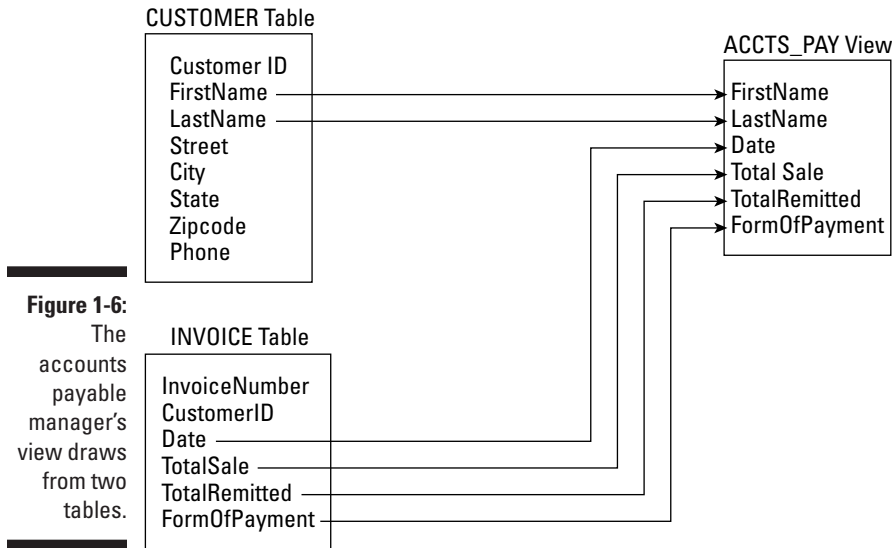 CUSTOMER Table
Customer ID
FirstName
LastName
Street
City
State
Zipcode
Phone
ACCTS_PAY View
FirstName
LastName
Date
Total Sale
TotalRemitted
FormOfPayment
Figure 1-6:
The
accounts
payable
manager's
view draws
from two
tables.
INVOICE Table
InvoiceNumber
CustomerID
Date
TotalSale
TotalRemitted
FormOfPayment